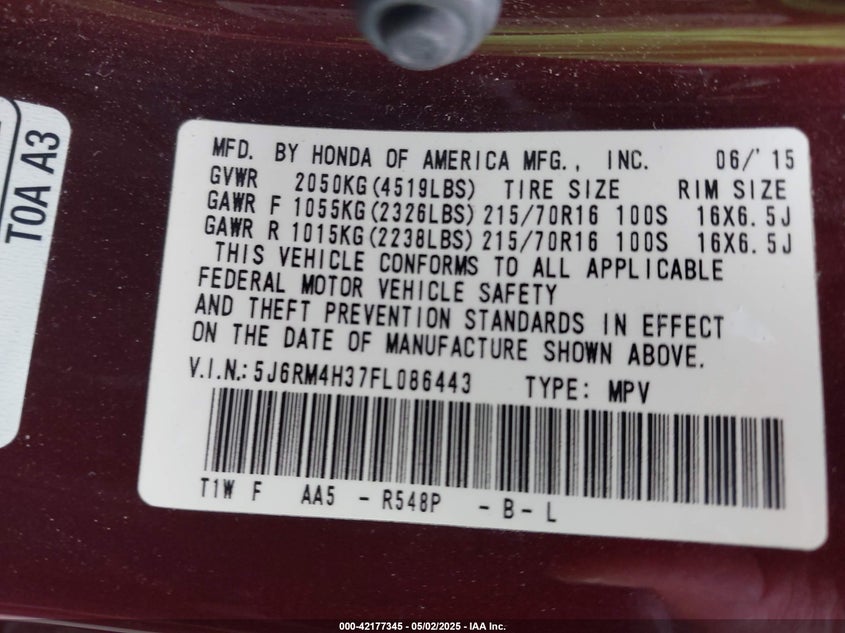 TOA A3
MFD. BY HONDA OF AMERICA MFG., INC. 06/'15
GVWR 2050KG(4519LBS) TIRE SIZE RIM SIZE
GAWR F 1055KG(2326LBS) 215/70R16 100S 16X6.5J
GAWR R 1015KG(2238LBS) 215/70R16 100S 16X6.5J
THIS VEHICLE CONFORMS TO ALL APPLICABLE
FEDERAL MOTOR VEHICLE SAFETY
AND THEFT PREVENTION STANDARDS IN EFFECT
ON THE DATE OF MANUFACTURE SHOWN ABOVE.
V.I.N.: 5J6RM4H37FL086443 TYPE: MPV
T1W F AA5 - R548P - B - L
000-42177345 / 05/02/2025 - IAA Inc.